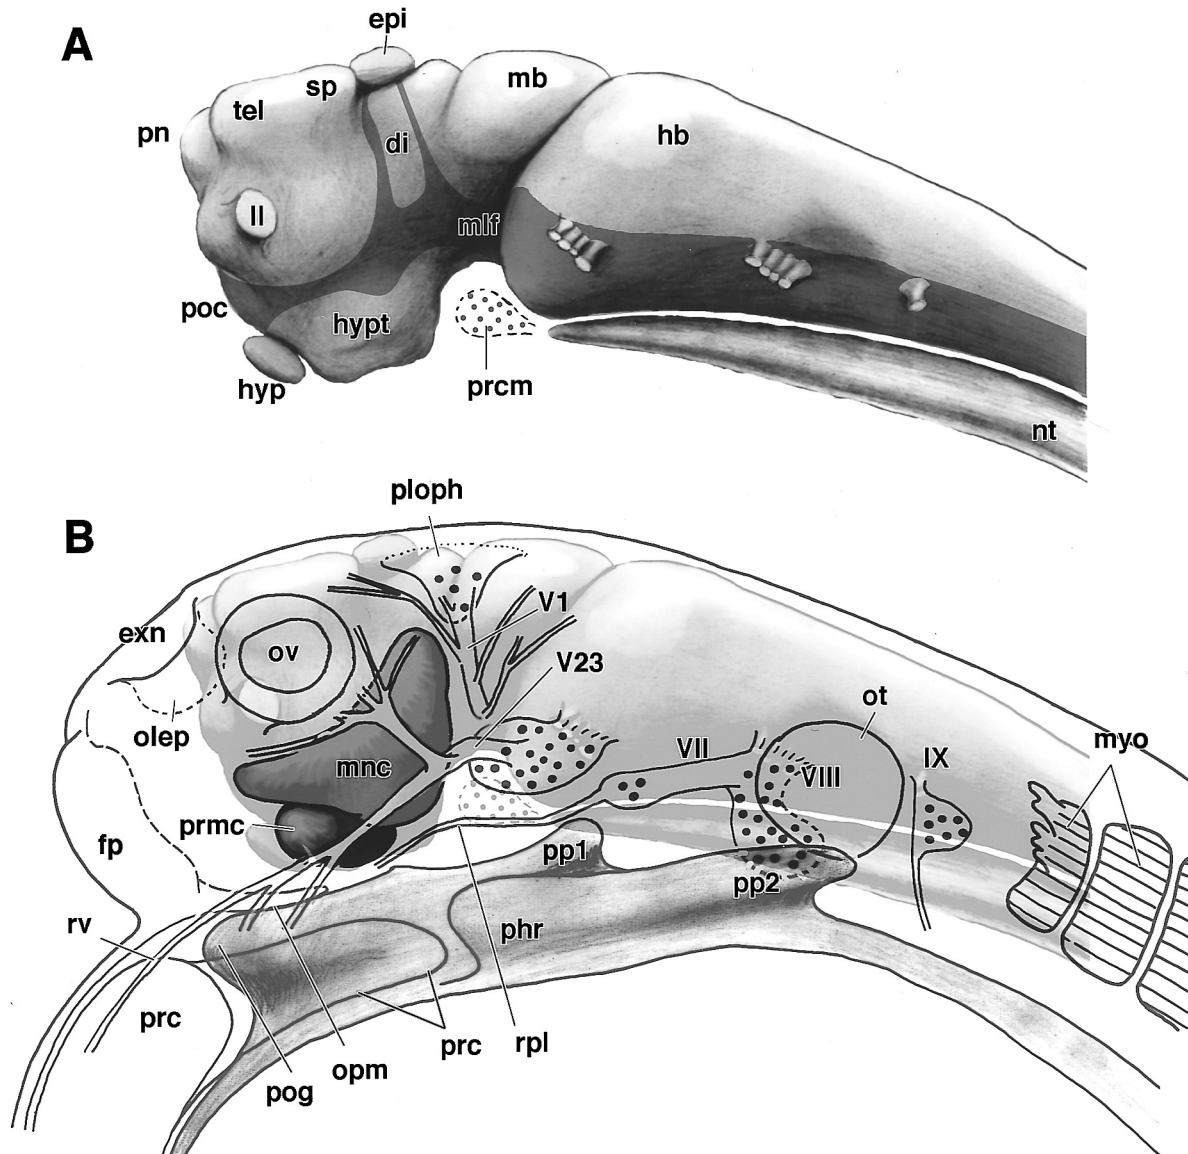 A
epi
sp
mb
tel
pn
di
hb
II
mlf
poc
hypt
hyp
prcm
nt
B
ploph
V1
exn
ov
V23
ot
olep
VII
VIII
IX
myo
mnc
prmc
fp
pp1
pp2
rv
phr
prc
prc
rpl
opm
pog